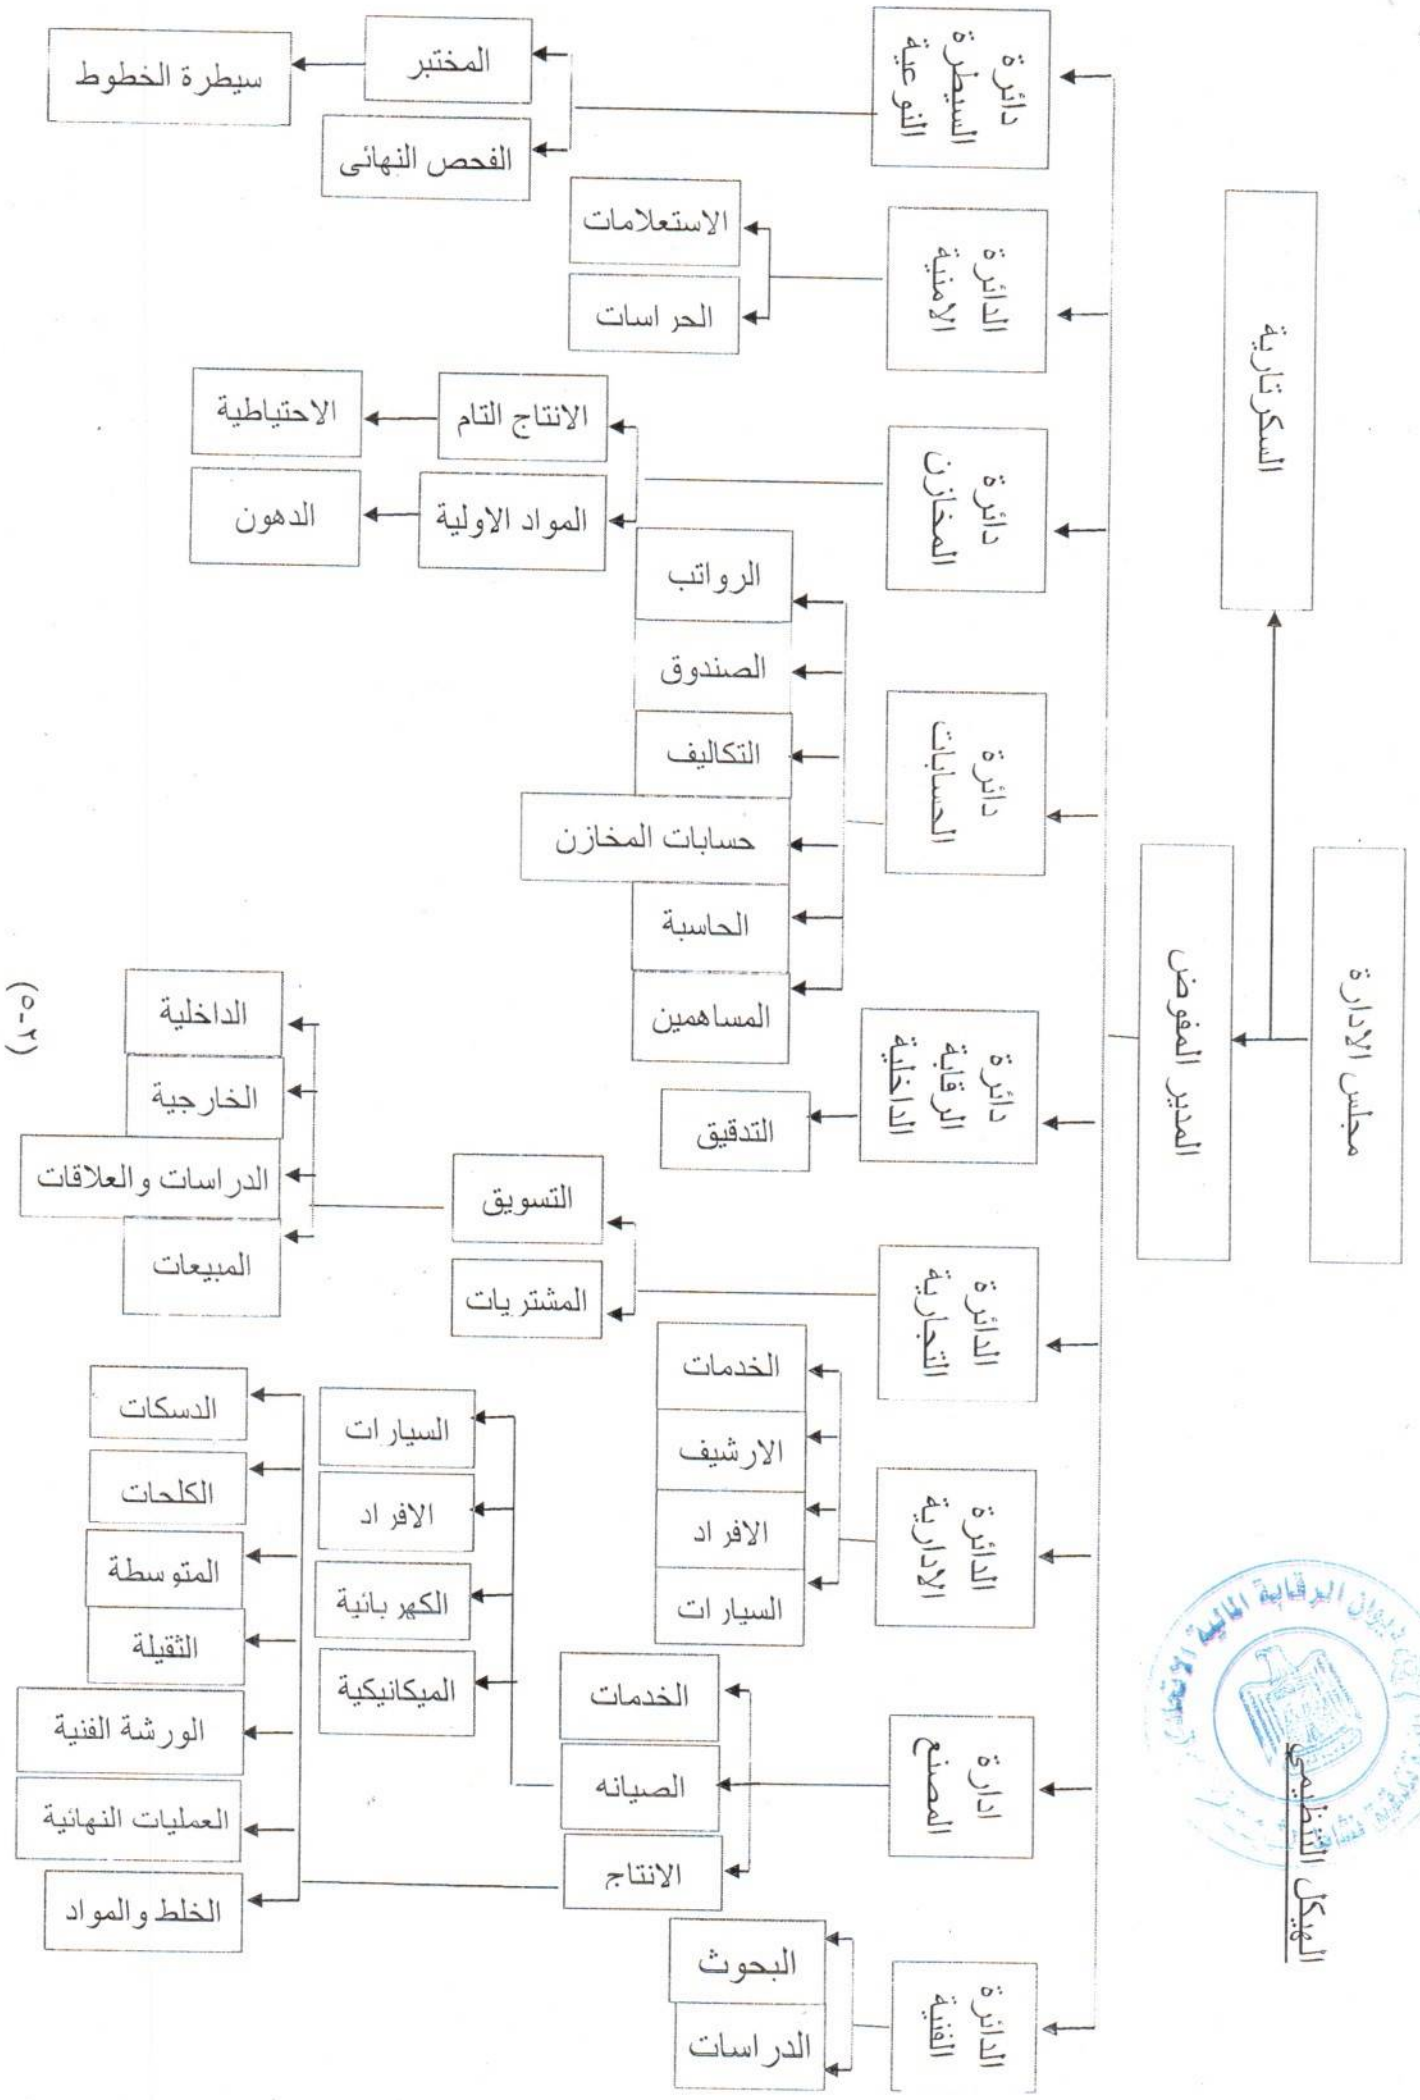 الهيكل التنظيمي
ديوان الرقابة المالية
مجلس الادارة
السكرتارية
المدير المفوض
دائرة
السيطرة
النوعية
المختبر
سيطرة الخطوط
الفحص النهائى
الدائرة
الامنية
الاستعلامات
الحراسات
دائرة
المخازن
الانتاج التام
الاحتياطية
المواد الاولية
الدهون
دائرة
الحسابات
الرواتب
الصندوق
التكاليف
حسابات المخازن
الحاسبة
المساهمين
دائرة
الرقابة
الداخلية
التدقيق
الدائرة
التجارية
التسويق
الداخلية
الخارجية
الدراسات والعلاقات
المبيعات
المشتريات
الدائرة
الادارية
الخدمات
الارشيف
الافراد
السيارات
ادارة
المصنع
الخدمات
الصيانه
السيارات
الافراد
الكهربائية
الميكانيكية
الانتاج
الدسكات
الكلحات
المتوسطة
الثقيلة
الورشة الفنية
العمليات النهائية
الخلط والمواد
الدائرة
الفنية
البحوث
الدراسات
(٢-٥)